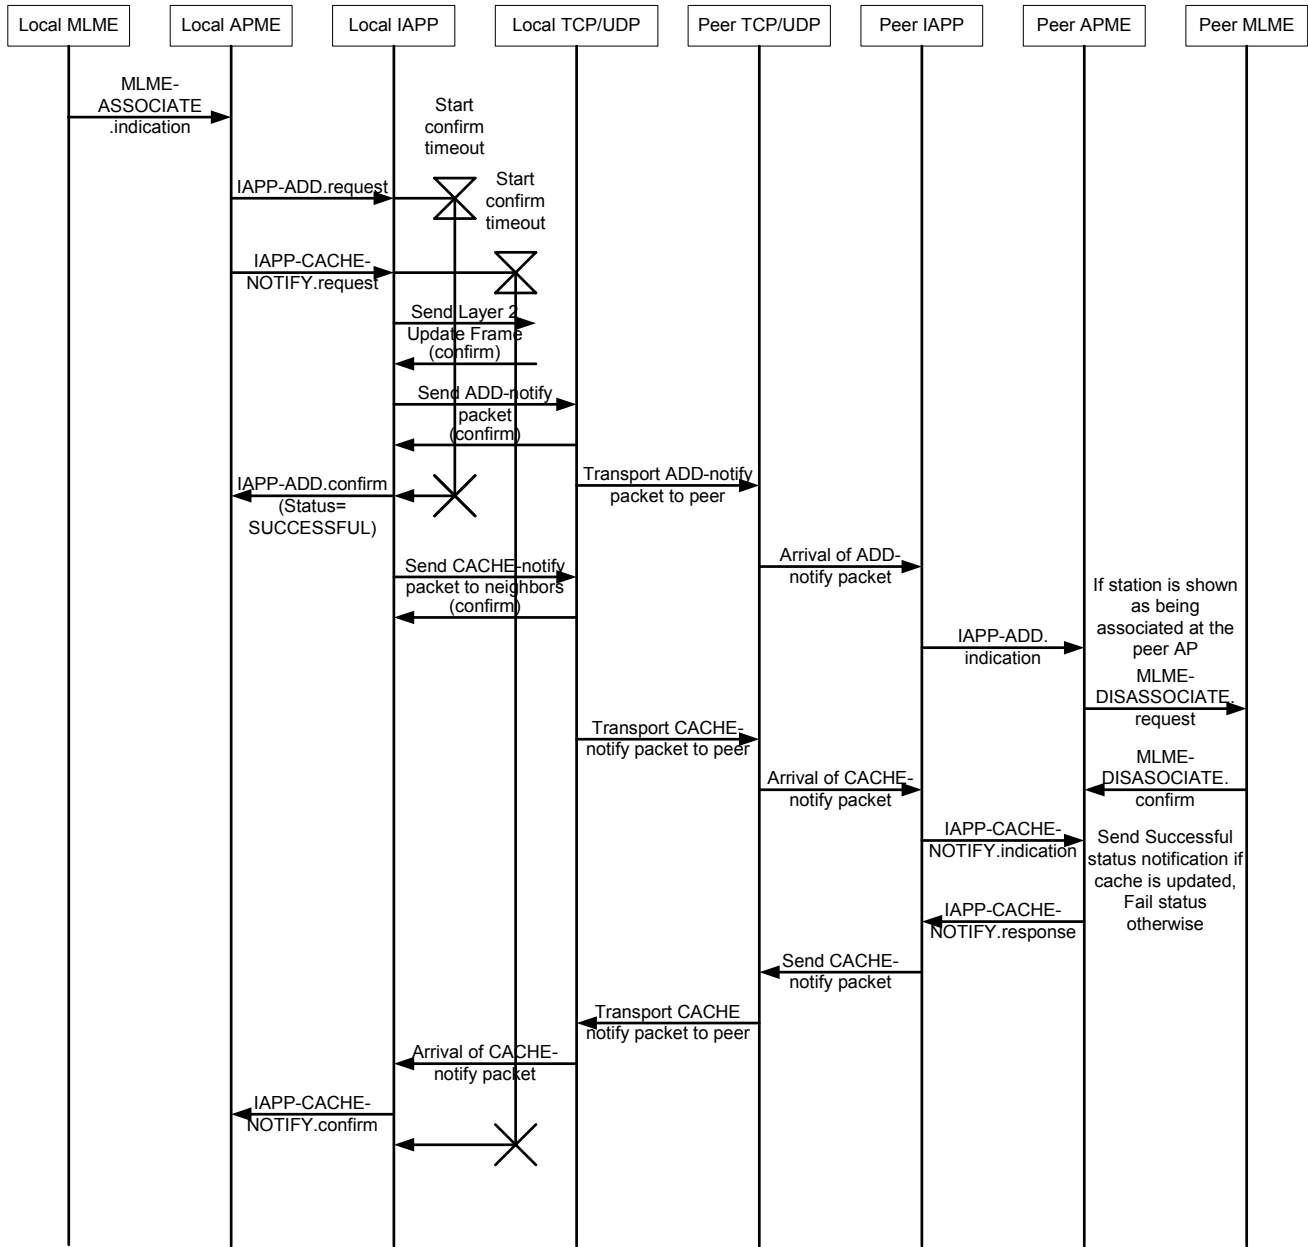 Local MLME
Local APME
Local IAPP
Local TCP/UDP
Peer TCP/UDP
Peer IAPP
Peer APME
Peer MLME
MLME-
ASSOCIATE
.indication
Start
confirm
timeout
IAPP-ADD.request
Start
confirm
timeout
IAPP-CACHE-
NOTIFY.request
Send Layer 2
Update Frame
(confirm)
Send ADD-notify
packet
(confirm)
IAPP-ADD.confirm
(Status=
SUCCESSFUL)
Transport ADD-notify
packet to peer
Send CACHE-notify
packet to neighbors
(confirm)
Arrival of ADD-
notify packet
If station is shown
as being
associated at the
peer AP
IAPP-ADD.
indication
MLME-
DISASSOCIATE.
request
Transport CACHE-
notify packet to peer
MLME-
DISASOCIATE.
confirm
Arrival of CACHE-
notify packet
IAPP-CACHE-
NOTIFY.indication
Send Successful
status notification if
cache is updated,
Fail status
otherwise
IAPP-CACHE-
NOTIFY.response
Send CACHE-
notify packet
Transport CACHE
notify packet to peer
Arrival of CACHE-
notify packet
IAPP-CACHE-
NOTIFY.confirm